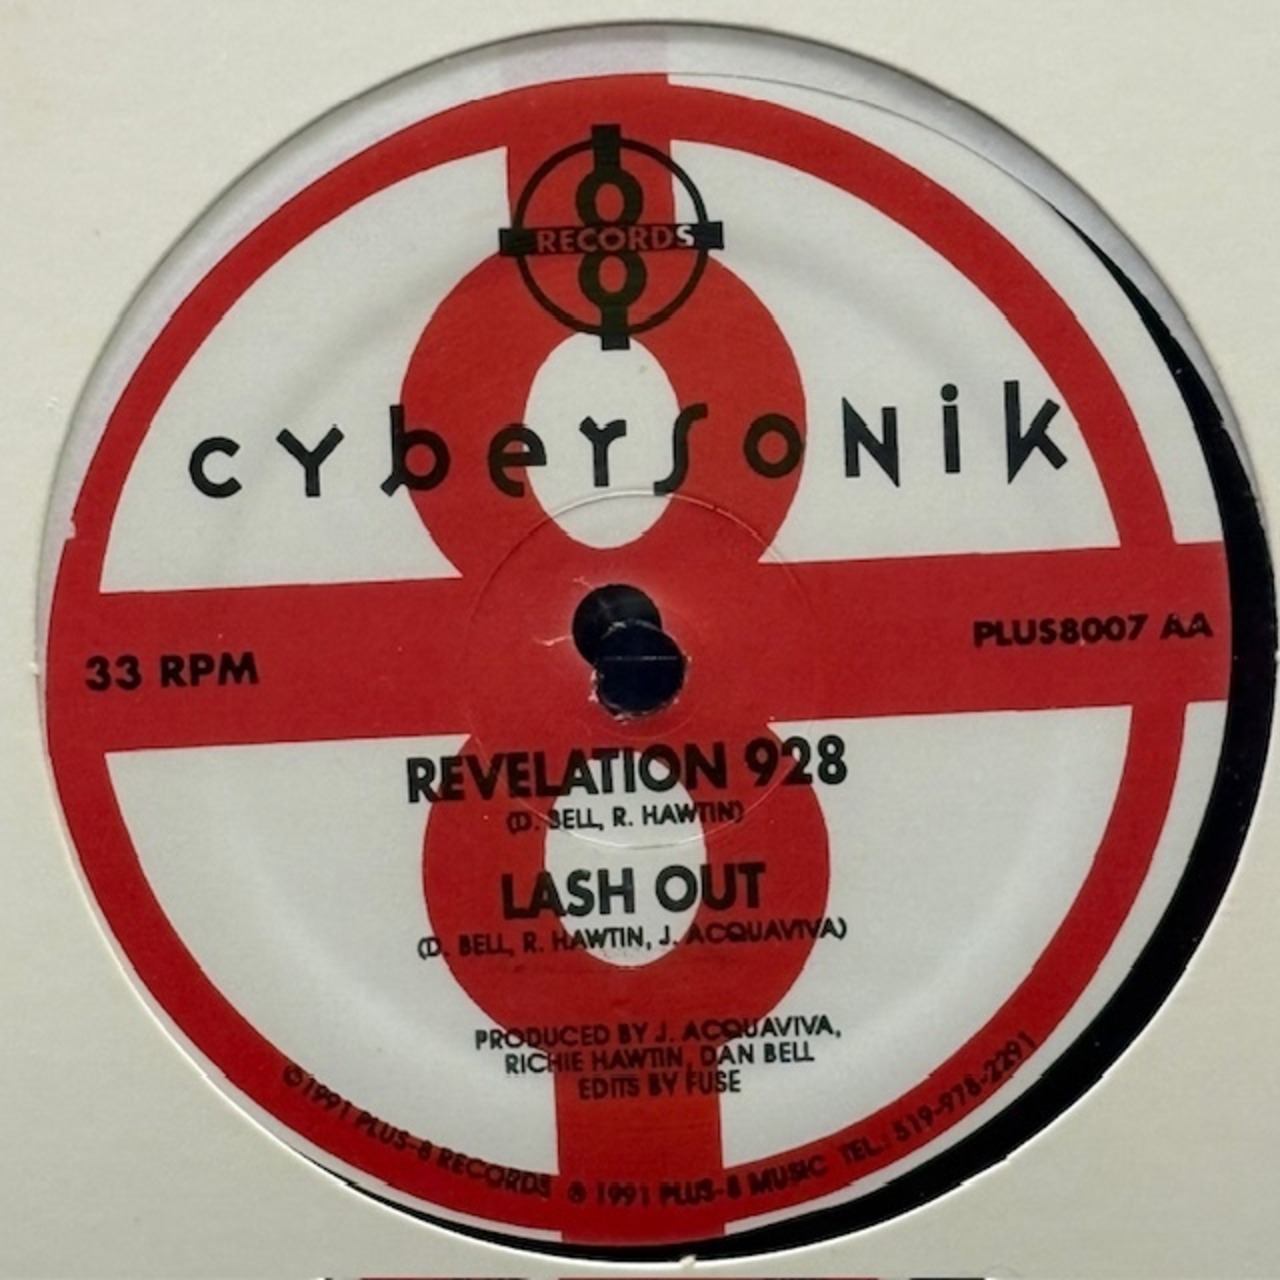 8
RECORDS
cybersonik
33 RPM
PLUS8007 AA
REVELATION 928
(D. BELL, R. HAWTIN)
LASH OUT
(D. BELL, R. HAWTIN, J. ACQUAVIVA)
PRODUCED BY J. ACQUAVIVA,
RICHIE HAWTIN, DAN BELL
EDITS BY FUSE
©1991 PLUS-8 RECORDS ℗ 1991 PLUS-8 MUSIC TEL. 519-978-2291